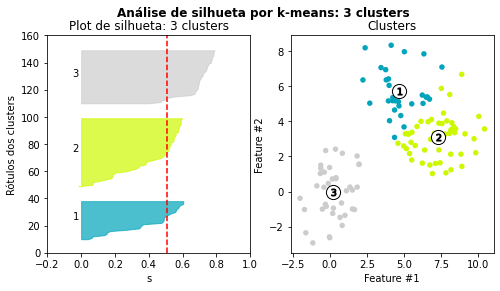 Análise de silhueta por k-means: 3 clusters
Plot de silhueta: 3 clusters
Rótulos dos clusters
160
140
120
100
80
60
40
20
0
3
2
1
-0.2 0.0 0.2 0.4 0.6 0.8 1.0
s
Clusters
Feature #2
8
6
4
2
0
−2
1
2
3
−2.5 0.0 2.5 5.0 7.5 10.0
Feature #1